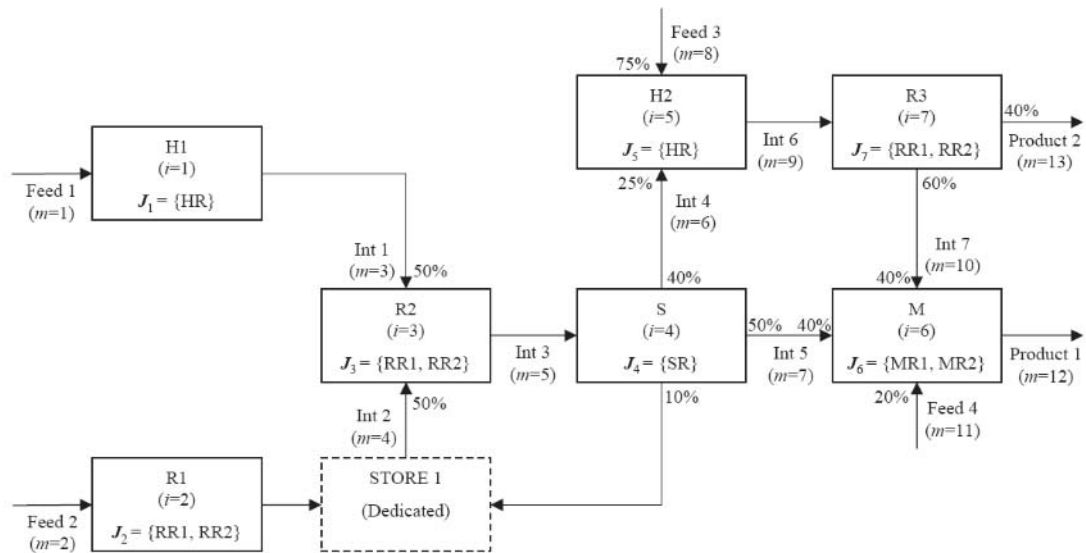 Feed 3
(m=8)
75%
H2
(i=5)
J5 = {HR}
25%
Int 6
(m=9)
R3
(i=7)
J7 = {RR1, RR2}
60%
40%
Product 2
(m=13)
H1
(i=1)
J1 = {HR}
Feed 1
(m=1)
Int 4
(m=6)
Int 1
(m=3)
50%
Int 7
(m=10)
40%
40%
R2
(i=3)
J3 = {RR1, RR2}
50%
Int 3
(m=5)
S
(i=4)
J4 = {SR}
10%
50%
40%
Int 5
(m=7)
M
(i=6)
J6 = {MR1, MR2}
20%
Product 1
(m=12)
Int 2
(m=4)
Feed 4
(m=11)
R1
(i=2)
J2 = {RR1, RR2}
Feed 2
(m=2)
STORE 1
(Dedicated)